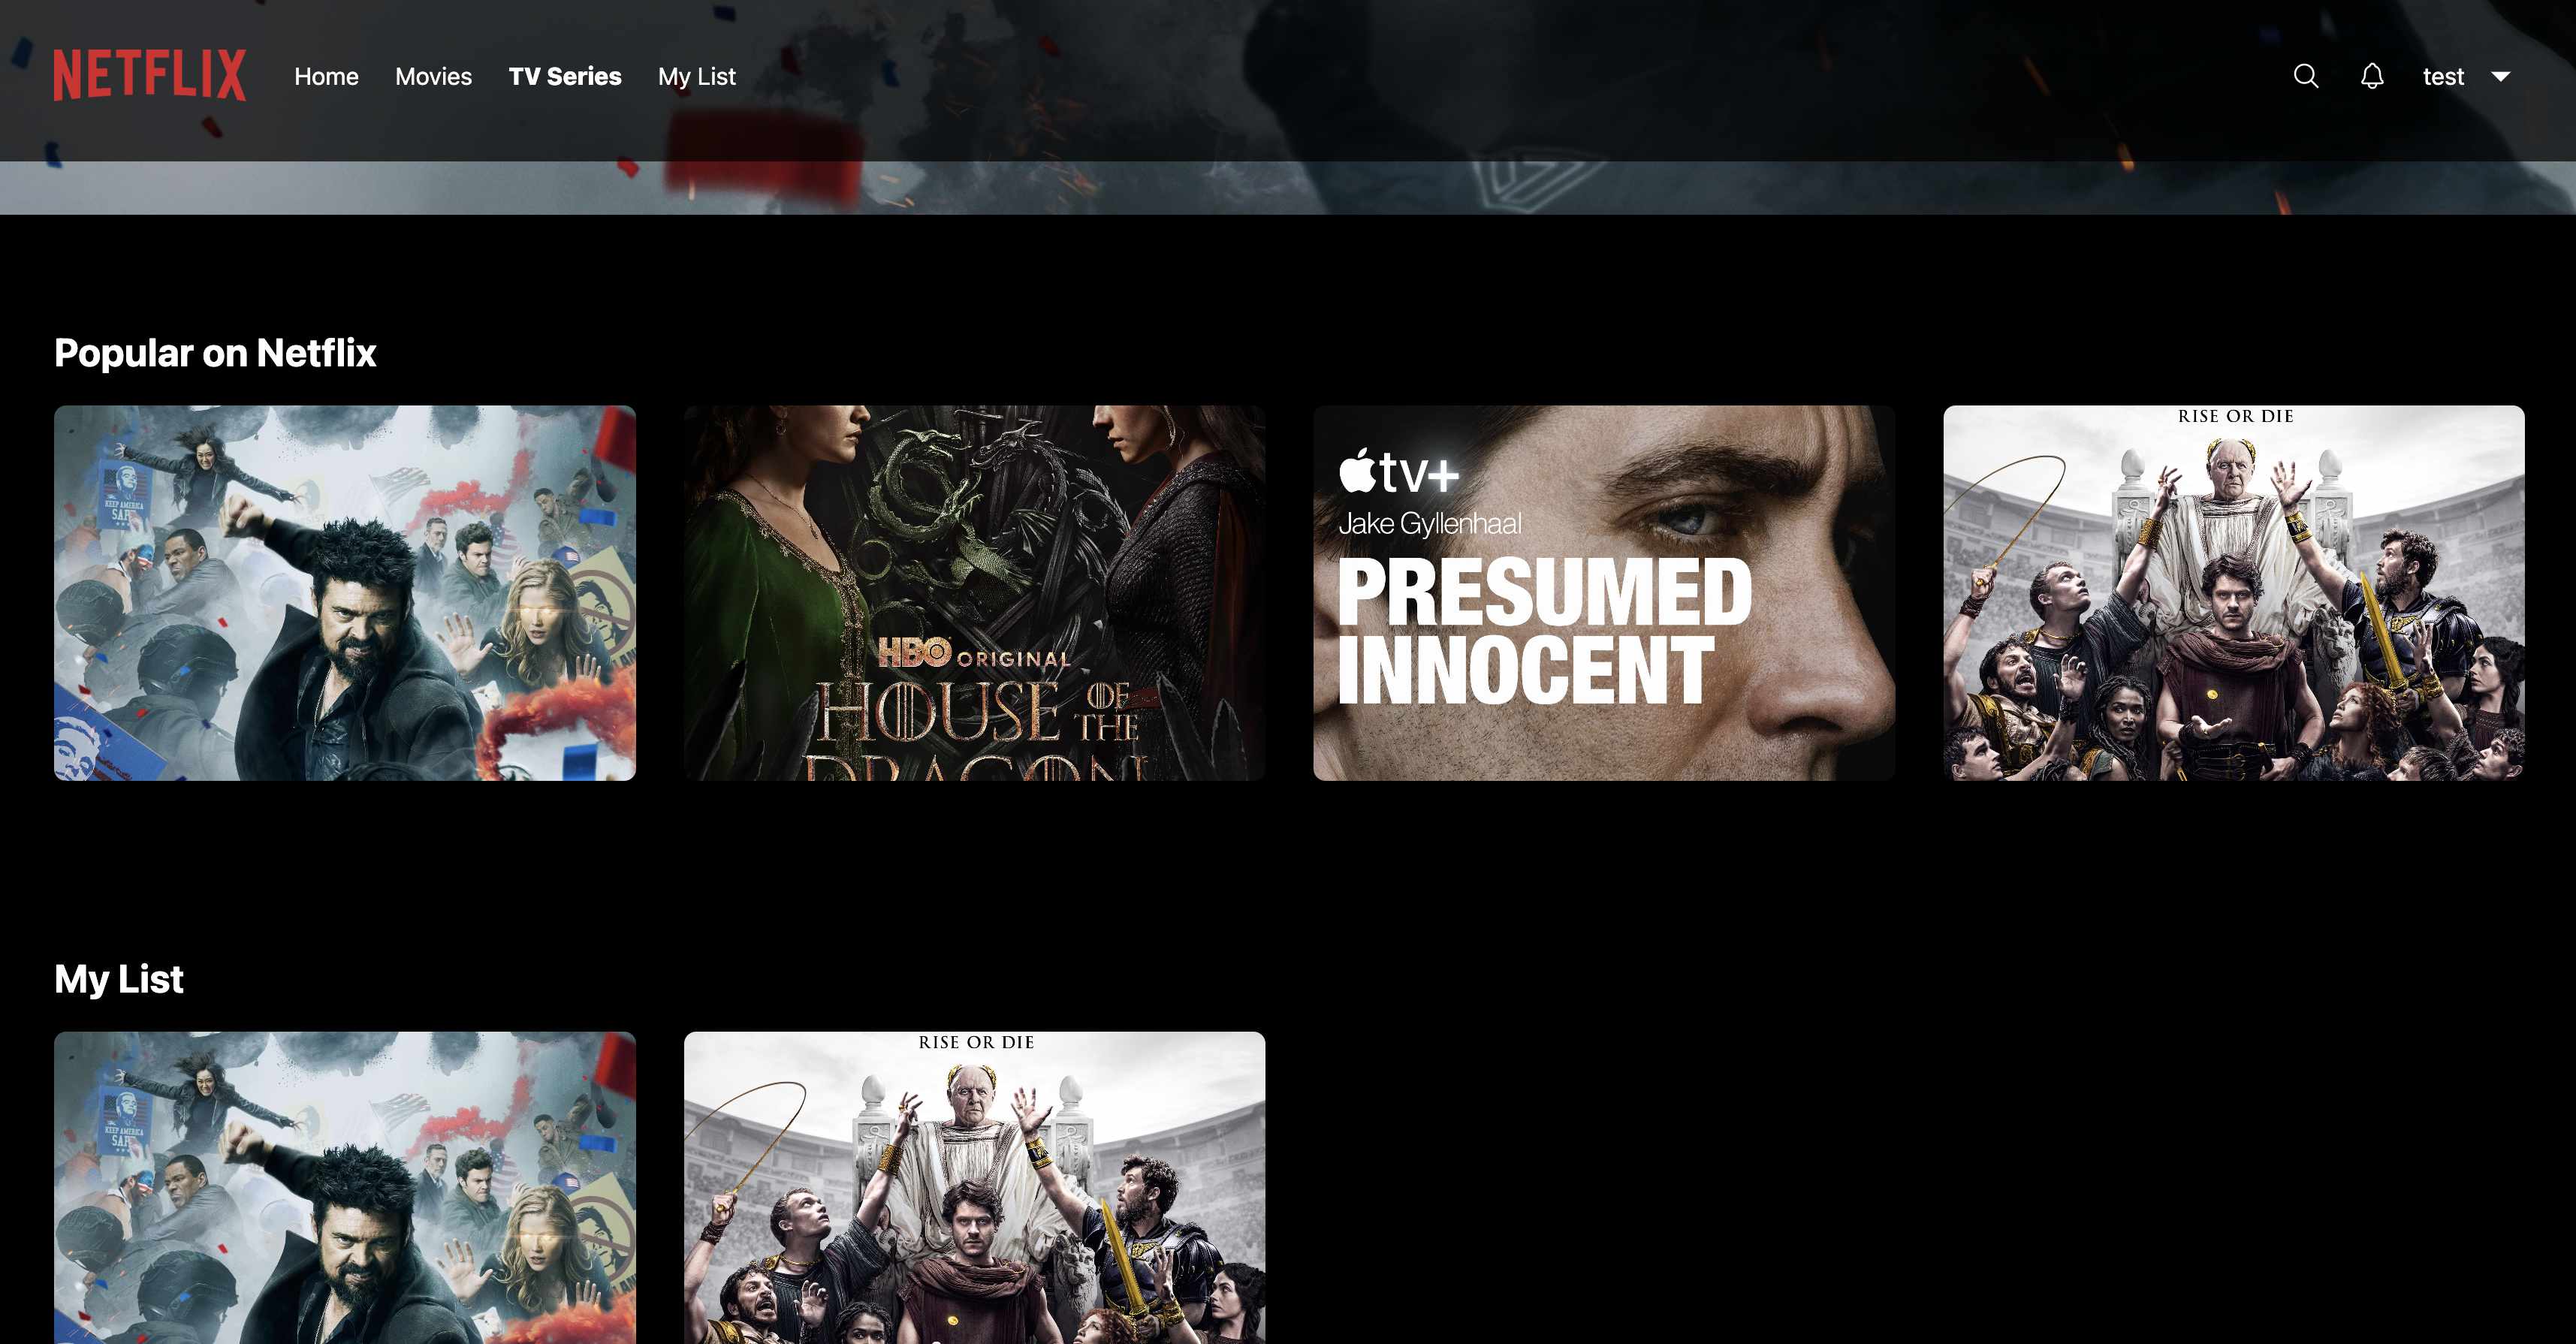 NETFLIX Home Movies TV Series My List test
Popular on Netflix
KEEP AMERICA
SAFE
HBO ORIGINAL
HOUSE OF
THE
DRAGON
tv+
Jake Gyllenhaal
PRESUMED
INNOCENT
RISE OR DIE
My List
KEEP AMERICA
SAFE
RISE OR DIE